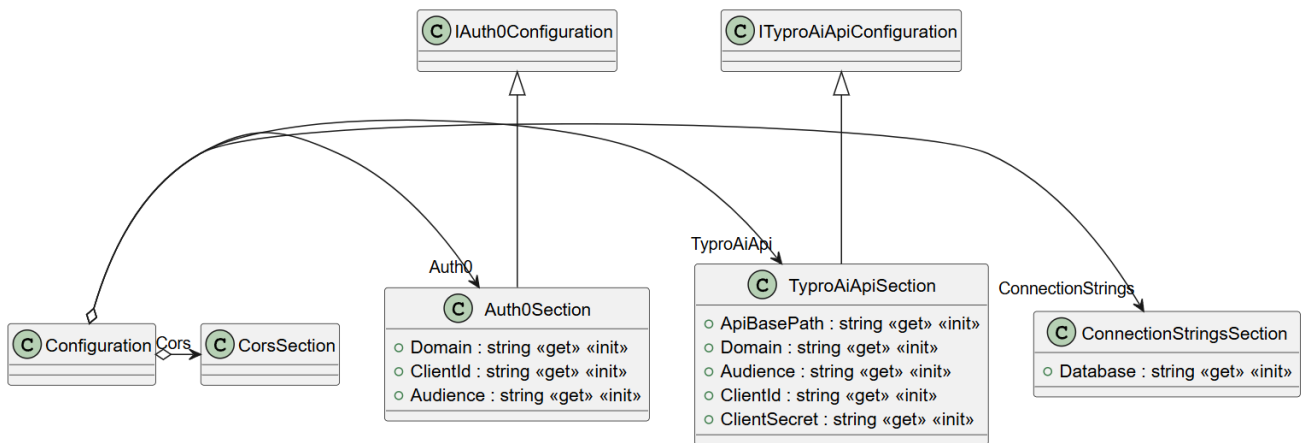 C IAuth0Configuration
C ITyproAiApiConfiguration
TyproAiApi
Auth0
ConnectionStrings
Cors
C Configuration
C CorsSection
C Auth0Section
Domain : string «get» «init»
ClientId : string «get» «init»
Audience : string «get» «init»
C TyproAiApiSection
ApiBasePath : string «get» «init»
Domain : string «get» «init»
Audience : string «get» «init»
ClientId : string «get» «init»
ClientSecret : string «get» «init»
C ConnectionStringsSection
Database : string «get» «init»